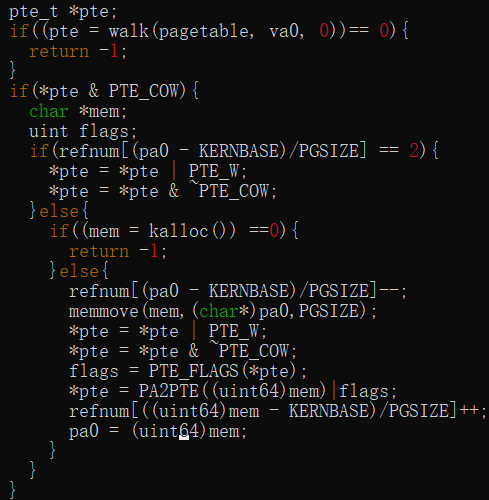 pte_t *pte;
if((pte = walk(pagetable, va0, 0))== 0){
  return -1;
}
if(*pte & PTE_COW){
  char *mem;
  uint flags;
  if(refnum[(pa0 - KERNBASE)/PGSIZE] == 2){
    *pte = *pte | PTE_W;
    *pte = *pte & ~PTE_COW;
  }else{
    if((mem = kalloc()) ==0){
      return -1;
    }else{
      refnum[(pa0 - KERNBASE)/PGSIZE]--;
      memmove(mem,(char*)pa0,PGSIZE);
      *pte = *pte | PTE_W;
      *pte = *pte & ~PTE_COW;
      flags = PTE_FLAGS(*pte);
      *pte = PA2PTE((uint64)mem)|flags;
      refnum[((uint64)mem - KERNBASE)/PGSIZE]++;
      pa0 = (uint64)mem;
    }
  }
}